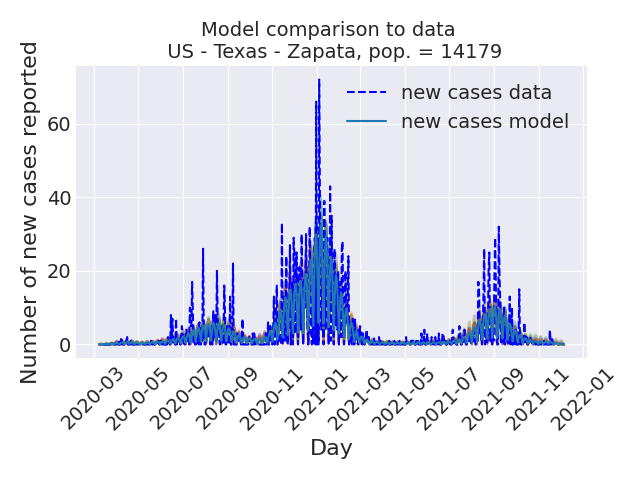 Model comparison to data
US - Texas - Zapata, pop. = 14179
new cases data
new cases model
Number of new cases reported
60
40
20
0
2020-03
2020-05
2020-07
2020-09
2020-11
2021-01
2021-03
2021-05
2021-07
2021-09
2021-11
2022-01
Day